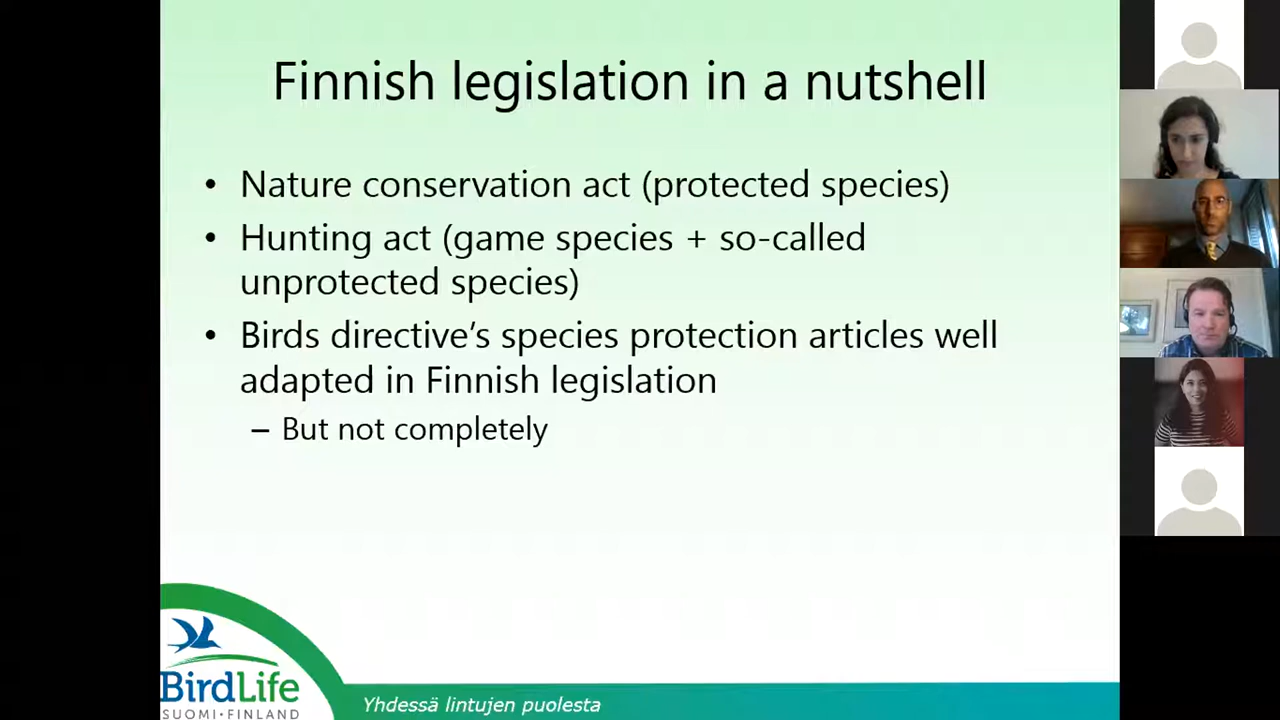 Finnish legislation in a nutshell
• Nature conservation act (protected species)
• Hunting act (game species + so-called
unprotected species)
• Birds directive’s species protection articles well
adapted in Finnish legislation
– But not completely
BirdLife
SUOMI•FINLAND
Yhdessä lintujen puolesta